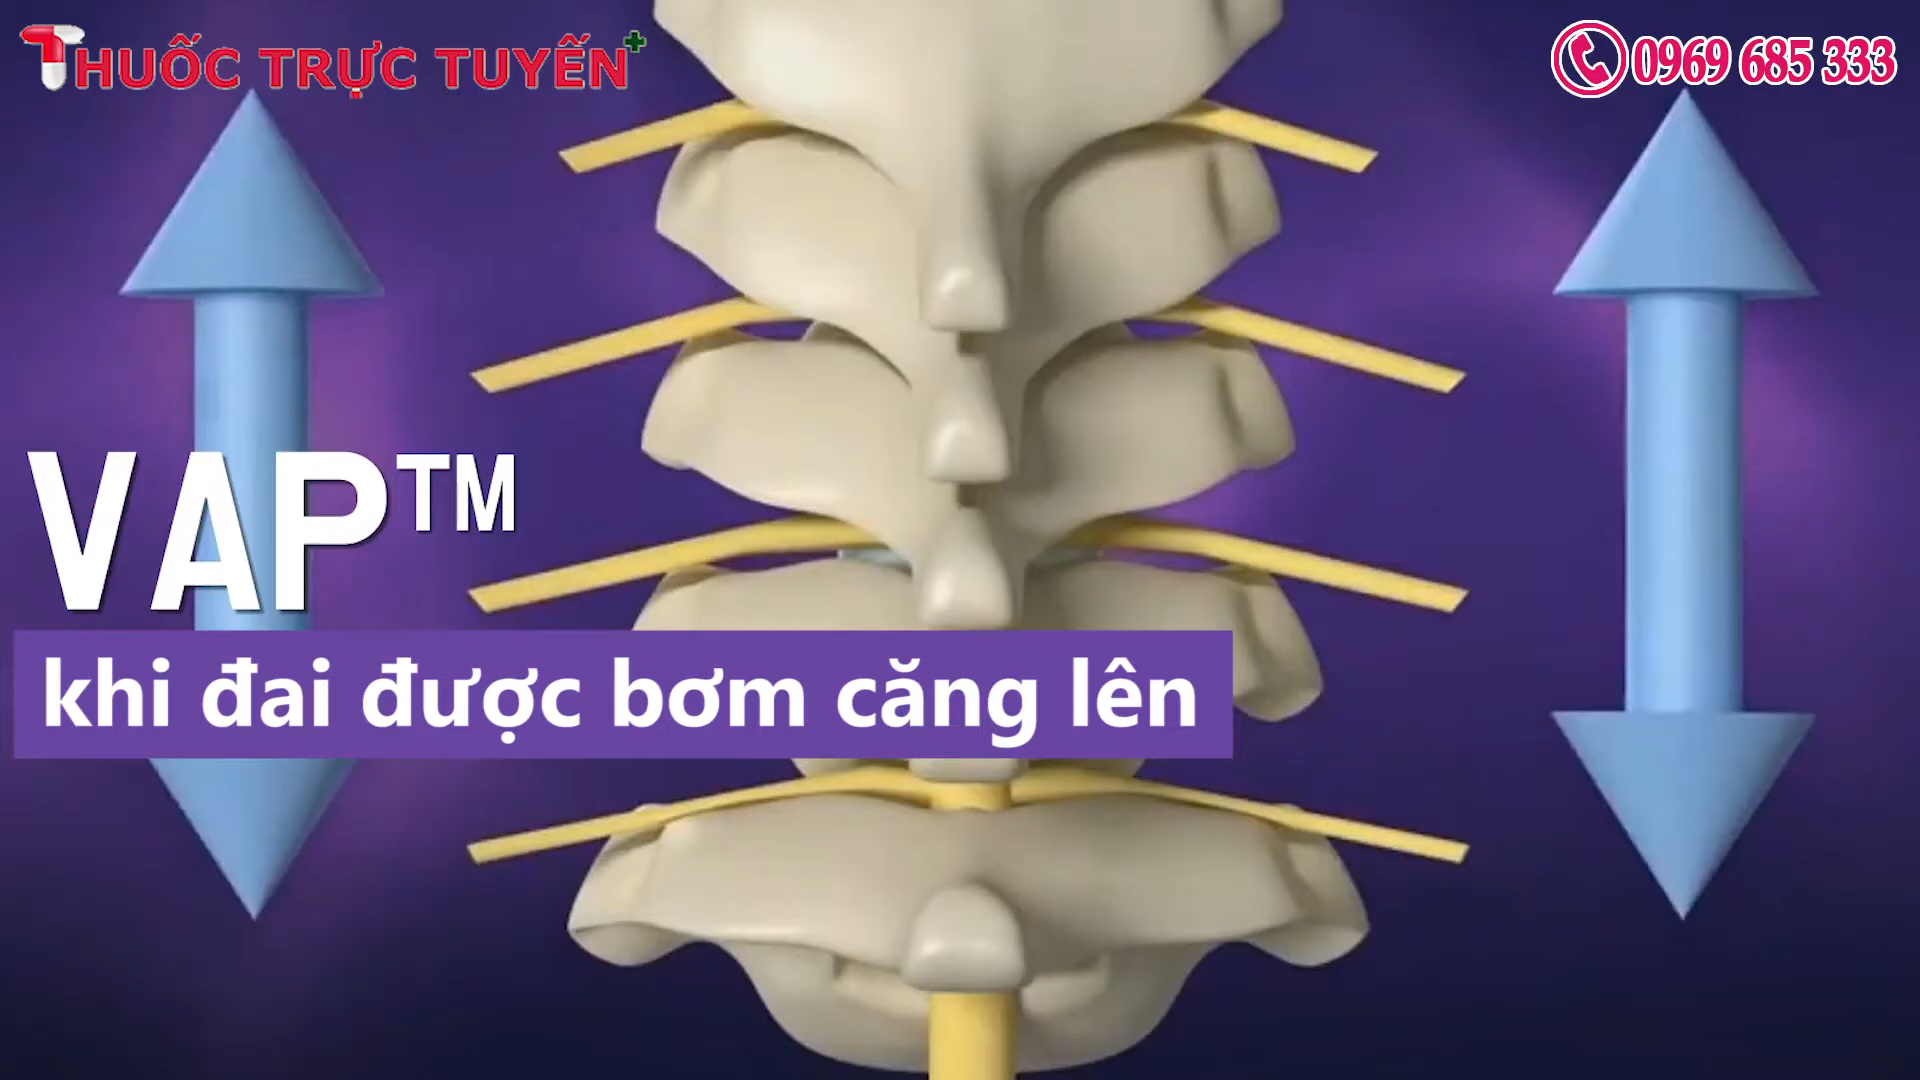 THUỐC TRỰC TUYẾN
0969 685 333
VAP™
khi đai được bơm căng lên